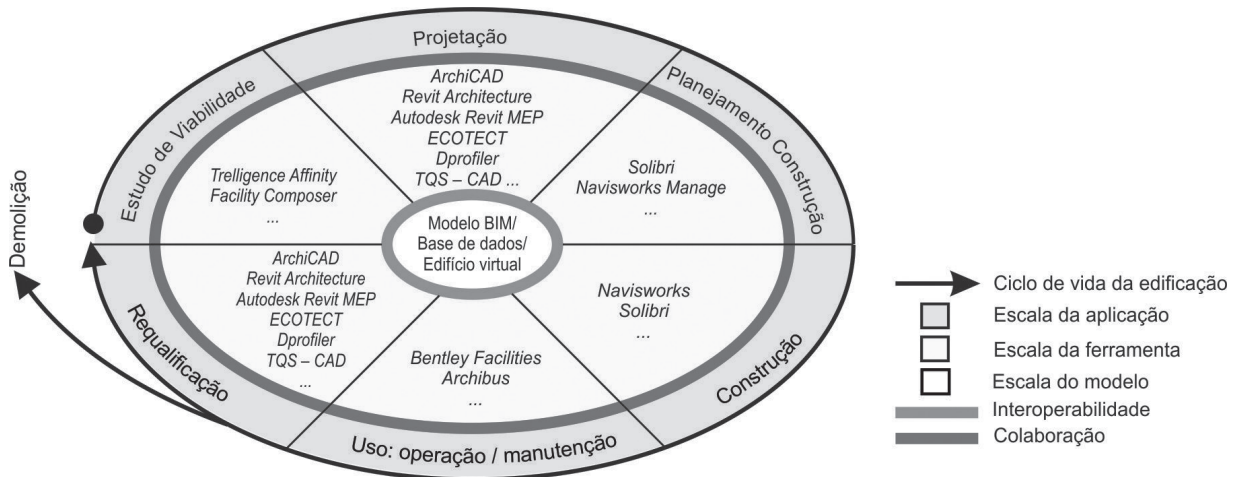 Projetação
Estudo de Viabilidade
Planejamento Construção
ArchiCAD
Revit Architecture
Autodesk Revit MEP
ECOTECT
Dprofiler
TQS – CAD ...
Trelligence Affinity
Facility Composer
...
Solibri
Navisworks Manage
...
Modelo BIM/
Base de dados/
Edifício virtual
Demolição
ArchiCAD
Revit Architecture
Autodesk Revit MEP
ECOTECT
Dprofiler
TQS – CAD
...
Bentley Facilities
Archibus
...
Navisworks
Solibri
...
Requalificação
Uso: operação / manutenção
Construção
Ciclo de vida da edificação
Escala da aplicação
Escala da ferramenta
Escala do modelo
Interoperabilidade
Colaboração